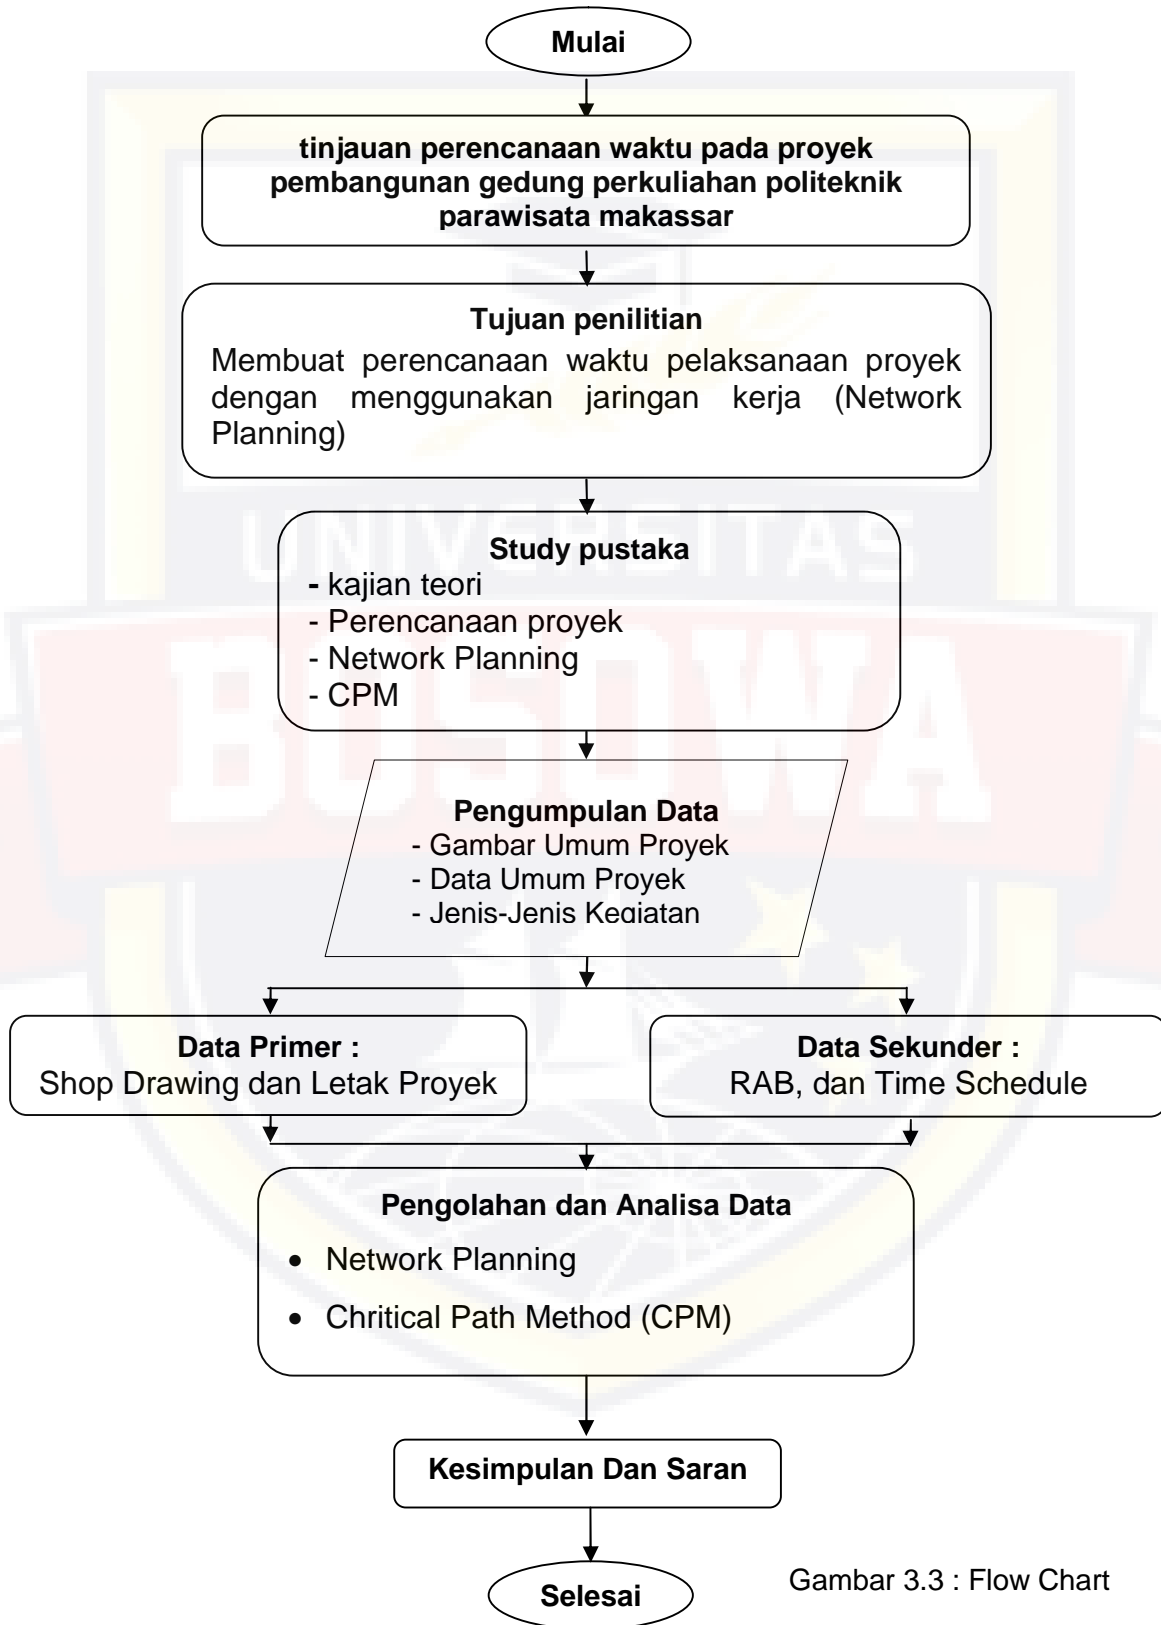 Mulai
tinjauan perencanaan waktu pada proyek
pembangunan gedung perkuliahan politeknik
parawisata makassar
Tujuan penilitian
Membuat perencanaan waktu pelaksanaan proyek
dengan menggunakan jaringan kerja (Network
Planning)
UNIVERSITAS
Study pustaka
- kajian teori
- Perencanaan proyek
- Network Planning
- CPM
BOSOWA
Pengumpulan Data
- Gambar Umum Proyek
- Data Umum Proyek
- Jenis-Jenis Kegiatan
Data Primer :
Shop Drawing dan Letak Proyek
Data Sekunder :
RAB, dan Time Schedule
Pengolahan dan Analisa Data
• Network Planning
• Chritical Path Method (CPM)
Kesimpulan Dan Saran
Selesai
Gambar 3.3 : Flow Chart